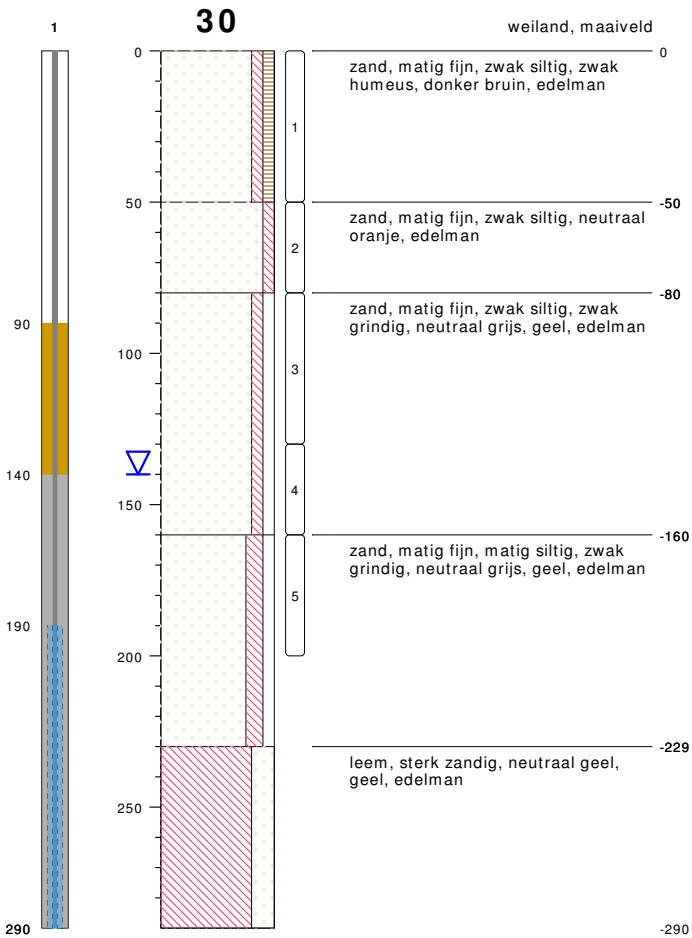 1
30
weiland, maaiveld
0
0
zand, matig fijn, zwak siltig, zwak
humeus, donker bruin, edelman
1
50
-50
zand, matig fijn, zwak siltig, neutraal
oranje, edelman
2
-80
zand, matig fijn, zwak siltig, zwak
grindig, neutraal grijs, geel, edelman
90
100
3
140
150
4
-160
zand, matig fijn, matig siltig, zwak
grindig, neutraal grijs, geel, edelman
5
190
200
-229
leem, sterk zandig, neutraal geel,
geel, edelman
250
290
-290